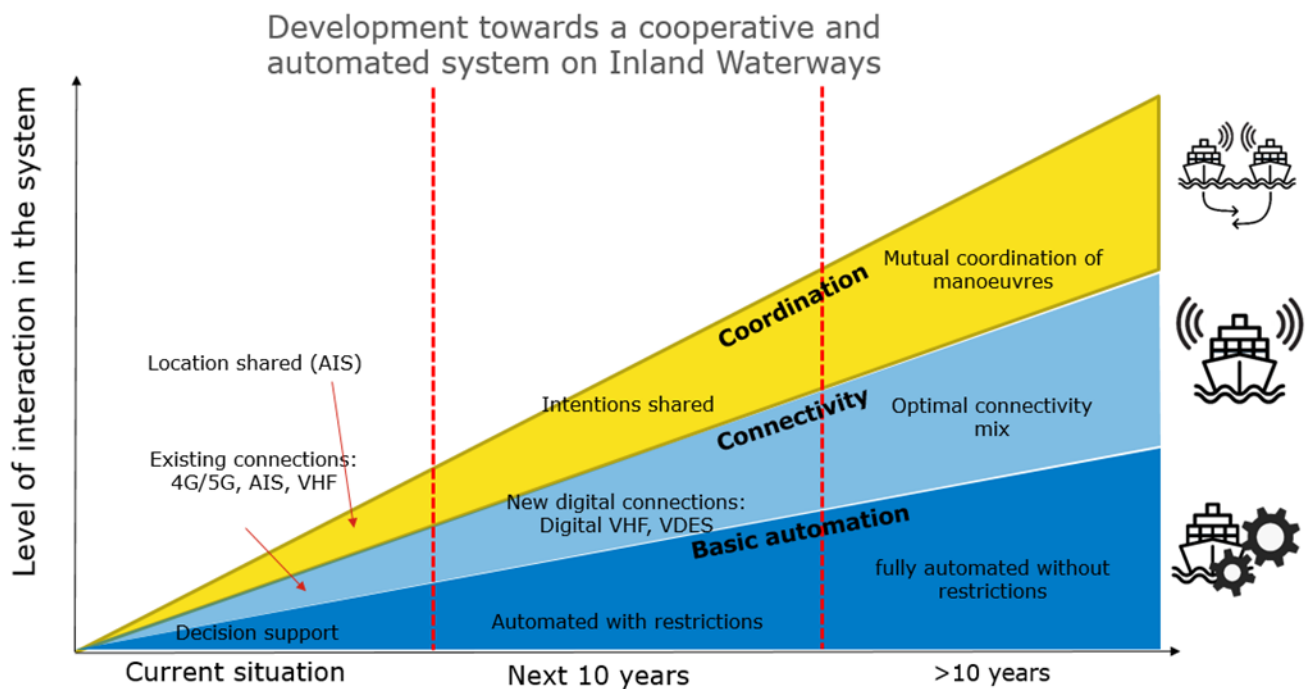 Development towards a cooperative and
automated system on Inland Waterways
Level of interaction in the system
Location shared (AIS)
Existing connections:
4G/5G, AIS, VHF
Decision support
Intentions shared
New digital connections:
Digital VHF, VDES
Automated with restrictions
Coordination
Connectivity
Basic automation
Mutual coordination of
manoeuvres
Optimal connectivity
mix
fully automated without
restrictions
Current situation
Next 10 years
>10 years